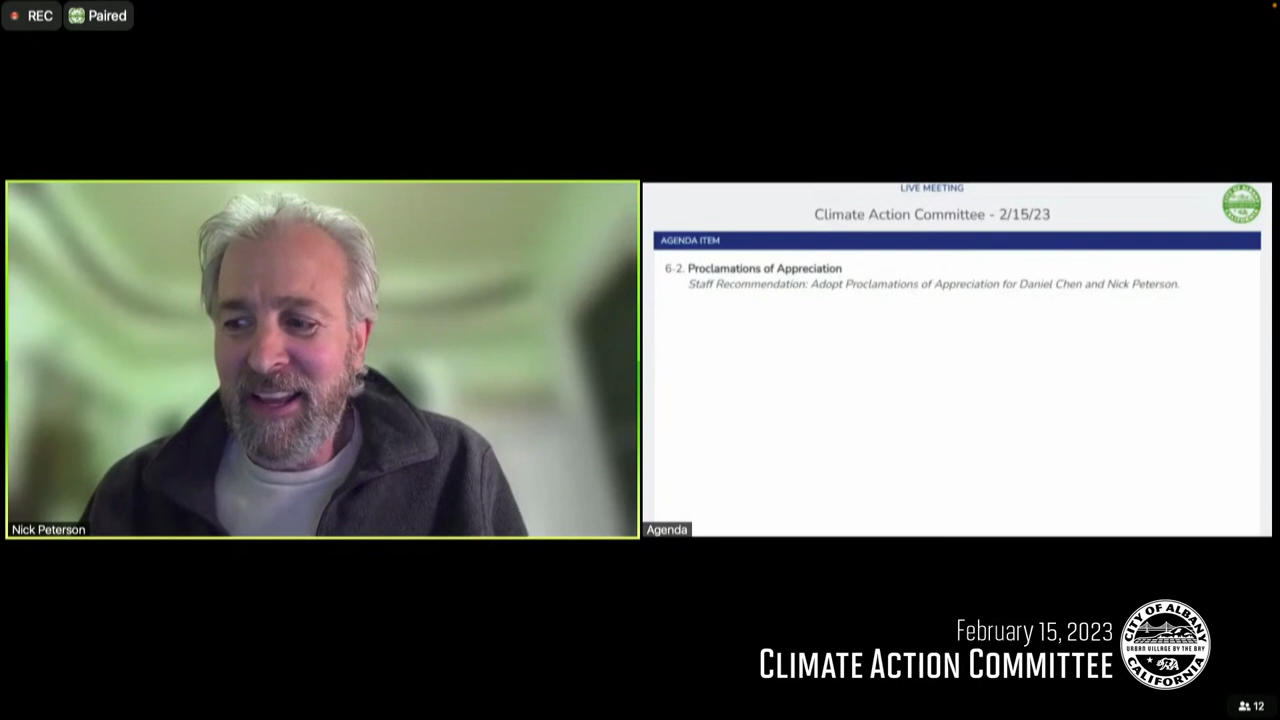 REC
Paired
LIVE MEETING
Climate Action Committee - 2/15/23
AGENDA ITEM
6-2. Proclamations of Appreciation
Staff Recommendation: Adopt Proclamations of Appreciation for Daniel Chen and Nick Peterson.
Nick Peterson
Agenda
February 15, 2023
CLIMATE ACTION COMMITTEE
CITY OF ALBANY
URBAN VILLAGE BY THE BAY
CALIFORNIA
12